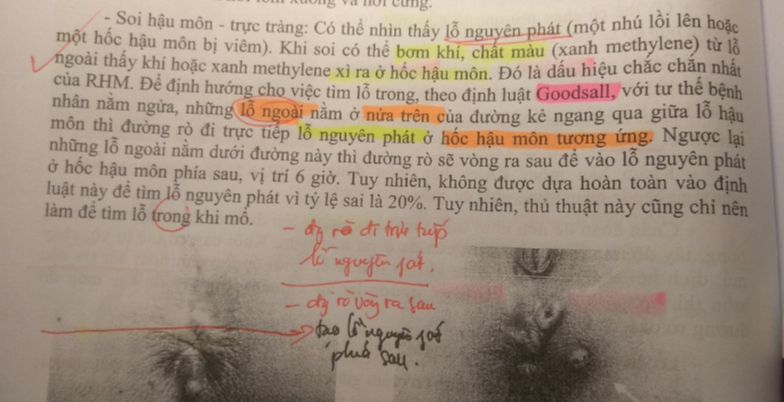 xuống và hơi cứng.
- Soi hậu môn - trực tràng: Có thể nhìn thấy lỗ nguyên phát (một nhú lồi lên hoặc
một hốc hậu môn bị viêm). Khi soi có thể bơm khí, chất màu (xanh methylene) từ lỗ
ngoài thấy khí hoặc xanh methylene xì ra ở hốc hậu môn. Đó là dấu hiệu chắc chắn nhất
của RHM. Để định hướng cho việc tìm lỗ trong, theo định luật Goodsall, với tư thế bệnh
nhân nằm ngửa, những lỗ ngoài nằm ở nửa trên của đường kẻ ngang qua giữa lỗ hậu
môn thì đường rò đi trực tiếp lỗ nguyên phát ở hốc hậu môn tương ứng. Ngược lại
những lỗ ngoài nằm dưới đường này thì đường rò sẽ vòng ra sau để vào lỗ nguyên phát
ở hốc hậu môn phía sau, vị trí 6 giờ. Tuy nhiên, không được dựa hoàn toàn vào định
luật này để tìm lỗ nguyên phát vì tỷ lệ sai là 20%. Tuy nhiên, thủ thuật này cũng chỉ nên
làm để tìm lỗ trong khi mổ.
- đg rò đi trực tiếp
lỗ nguyên fát.
- đg rò vòng ra sau
lỗ nguyên fát
phía sau.